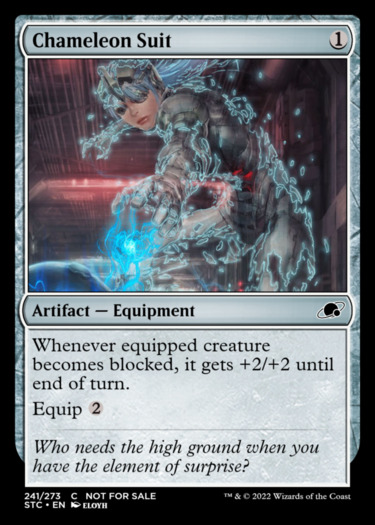 Chameleon Suit 1
Artifact — Equipment
Whenever equipped creature
becomes blocked, it gets +2/+2 until
end of turn.
Equip 2
Who needs the high ground when you
have the element of surprise?
241/273 C NOT FOR SALE
STC • EN ELOYH
™ & © 2022 Wizards of the Coast